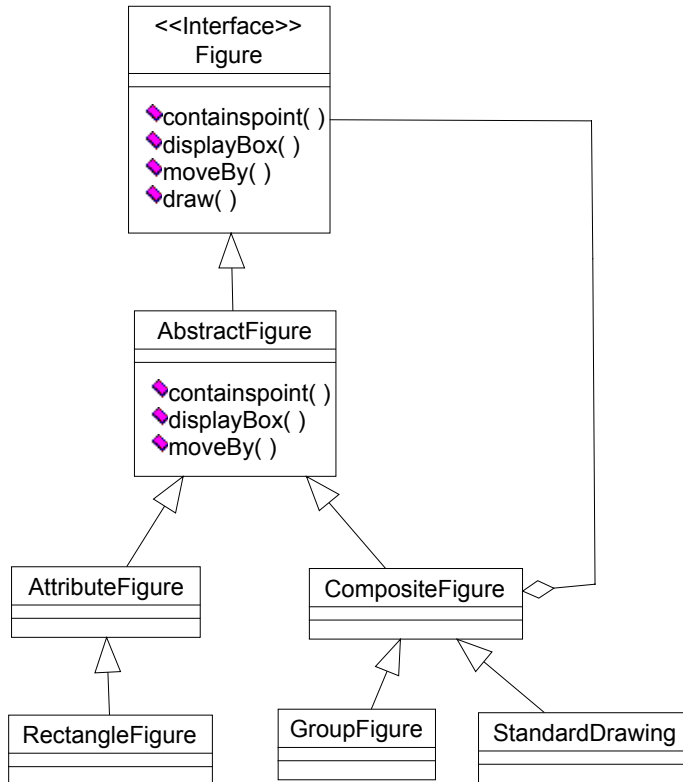 <<Interface>>
Figure
containspoint( )
displayBox( )
moveBy( )
draw( )
AbstractFigure
containspoint( )
displayBox( )
moveBy( )
AttributeFigure
CompositeFigure
RectangleFigure
GroupFigure
StandardDrawing